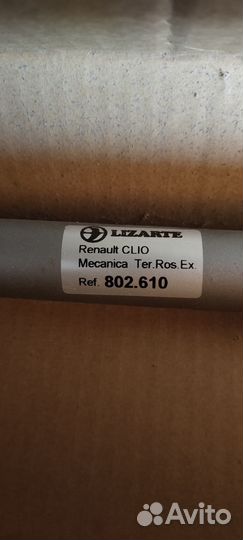 LIZARTE
Renault CLIO
Mecanica Ter.Ros.Ex.
Ref. 802.610
Avito